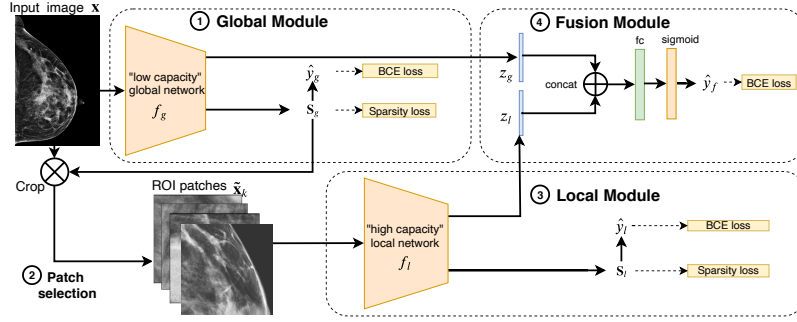 Input image x
① Global Module
"low capacity"
global network
f_g
ŷ_g
BCE loss
s_g
Sparsity loss
④ Fusion Module
z_g
z_l
concat
fc
sigmoid
ŷ_f
BCE loss
Crop
② Patch
selection
ROI patches x̃_k
③ Local Module
"high capacity"
local network
f_l
ŷ_l
BCE loss
s_l
Sparsity loss